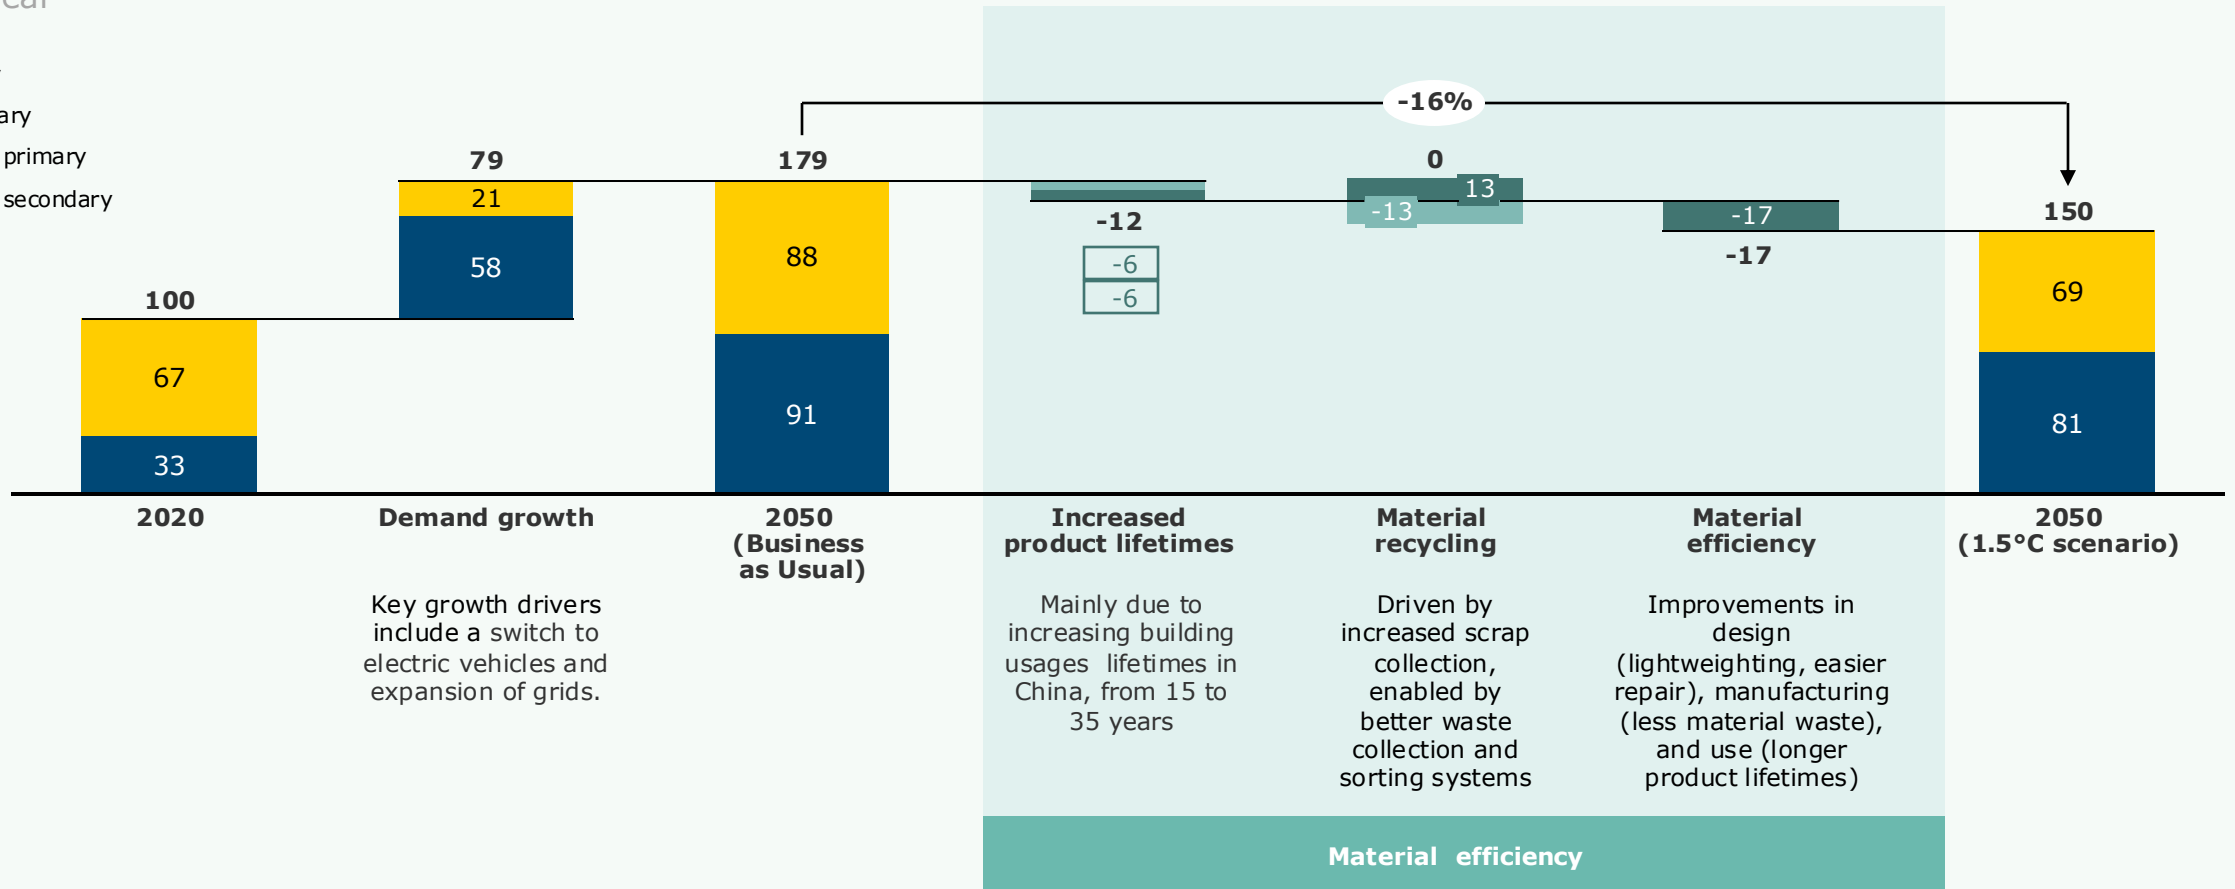 primary
secondary
-16%
79
179
0
21
13
-13
-17
150
-12
88
58
-6
-6
-17
100
69
67
91
81
33
2020
Demand growth
2050
(Business
as Usual)
Increased
product lifetimes
Material
recycling
Material
efficiency
2050
(1.5°C scenario)
Key growth drivers
include a switch to
electric vehicles and
expansion of grids.
Mainly due to
increasing building
usages lifetimes in
China, from 15 to
35 years
Driven by
increased scrap
collection,
enabled by
better waste
collection and
sorting systems
Improvements in
design
(lightweighting, easier
repair), manufacturing
(less material waste),
and use (longer
product lifetimes)
Material efficiency